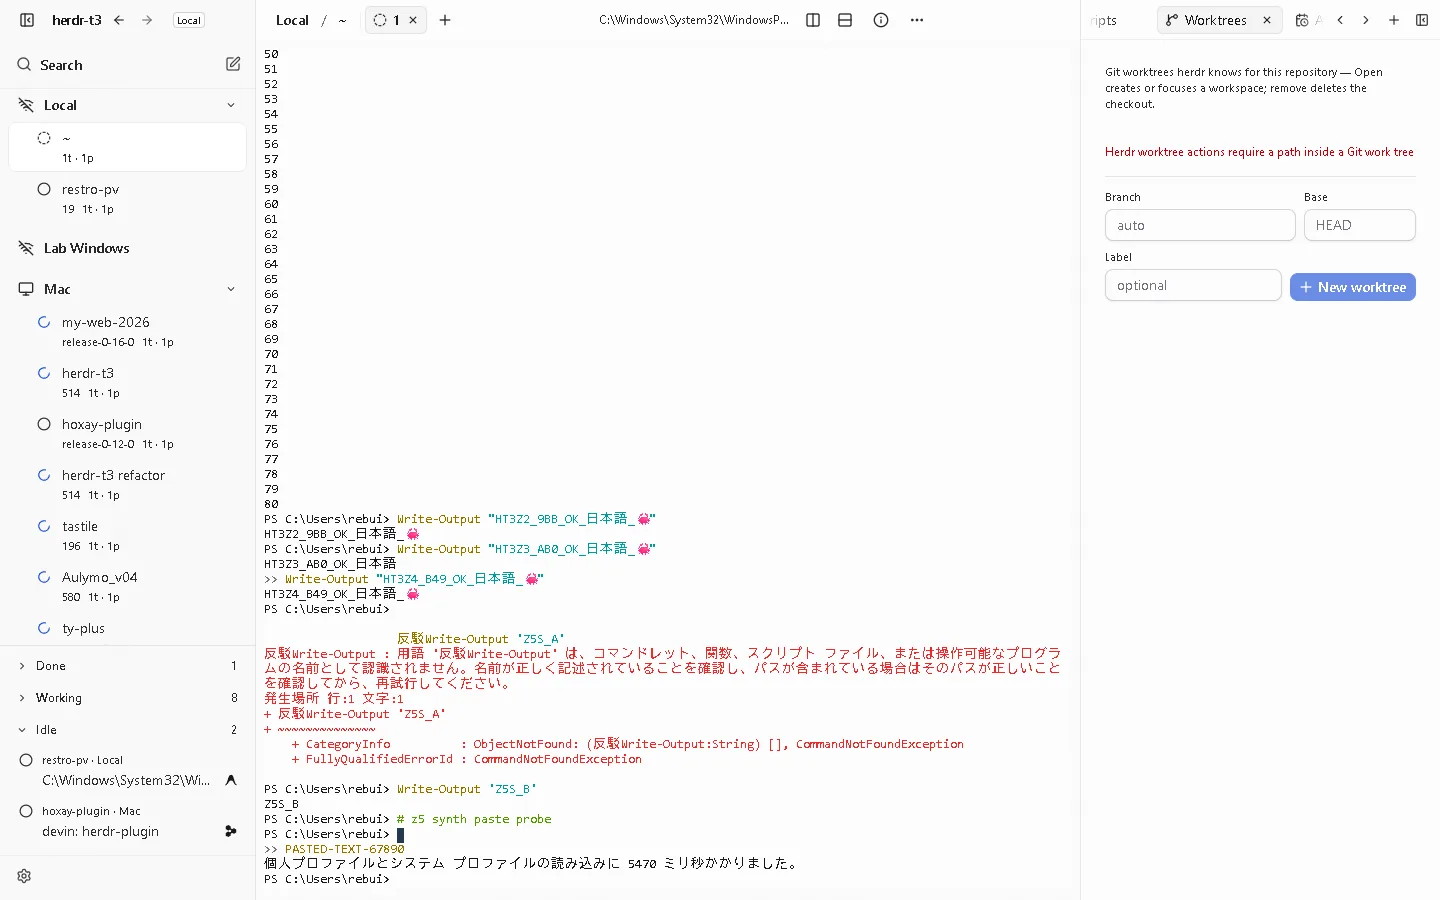 herdr-t3
Local
Search
Local
~
1t · 1p
restro-pv
19 1t · 1p
Lab Windows
Mac
my-web-2026
release-0-16-0 1t · 1p
herdr-t3
514 1t · 1p
hoxay-plugin
release-0-12-0 1t · 1p
herdr-t3 refactor
514 1t · 1p
tastile
196 1t · 1p
Aulymo_v04
580 1t · 1p
ty-plus
Done 1
Working 8
Idle 2
restro-pv · Local
C:\Windows\System32\Wi...
hoxay-plugin · Mac
devin: herdr-plugin
Local / ~
1
C:\Windows\System32\WindowsP...
50
51
52
53
54
55
56
57
58
59
60
61
62
63
64
65
66
67
68
69
70
71
72
73
74
75
76
77
78
79
80
PS C:\Users\rebui> Write-Output "HT3Z2_9BB_OK_日本語_🦀"
HT3Z2_9BB_OK_日本語_🦀
PS C:\Users\rebui> Write-Output "HT3Z3_AB0_OK_日本語_🦀"
HT3Z3_AB0_OK_日本語
>> Write-Output "HT3Z4_B49_OK_日本語_🦀"
HT3Z4_B49_OK_日本語_🦀
PS C:\Users\rebui>
反駁Write-Output 'Z5S_A'
反駁Write-Output : 用語 '反駁Write-Output' は、コマンドレット、関数、スクリプト ファイル、または操作可能なプログラ
ムの名前として認識されません。名前が正しく記述されていることを確認し、パスが含まれている場合はそのパスが正しいこと
を確認してから、再試行してください。
発生場所 行:1 文字:1
+ 反駁Write-Output 'Z5S_A'
+ ~~~~~~~~~~~~~~
+ CategoryInfo : ObjectNotFound: (反駁Write-Output:String) [], CommandNotFoundException
+ FullyQualifiedErrorId : CommandNotFoundException
PS C:\Users\rebui> Write-Output 'Z5S_B'
Z5S_B
PS C:\Users\rebui> # z5 synth paste probe
PS C:\Users\rebui>
>> PASTED-TEXT-67890
個人プロファイルとシステム プロファイルの読み込みに 5470 ミリ秒かかりました。
PS C:\Users\rebui>
ripts
Worktrees
A
Git worktrees herdr knows for this repository — Open
creates or focuses a workspace; remove deletes the
checkout.
Herdr worktree actions require a path inside a Git work tree
Branch
Base
auto
HEAD
Label
optional
+ New worktree